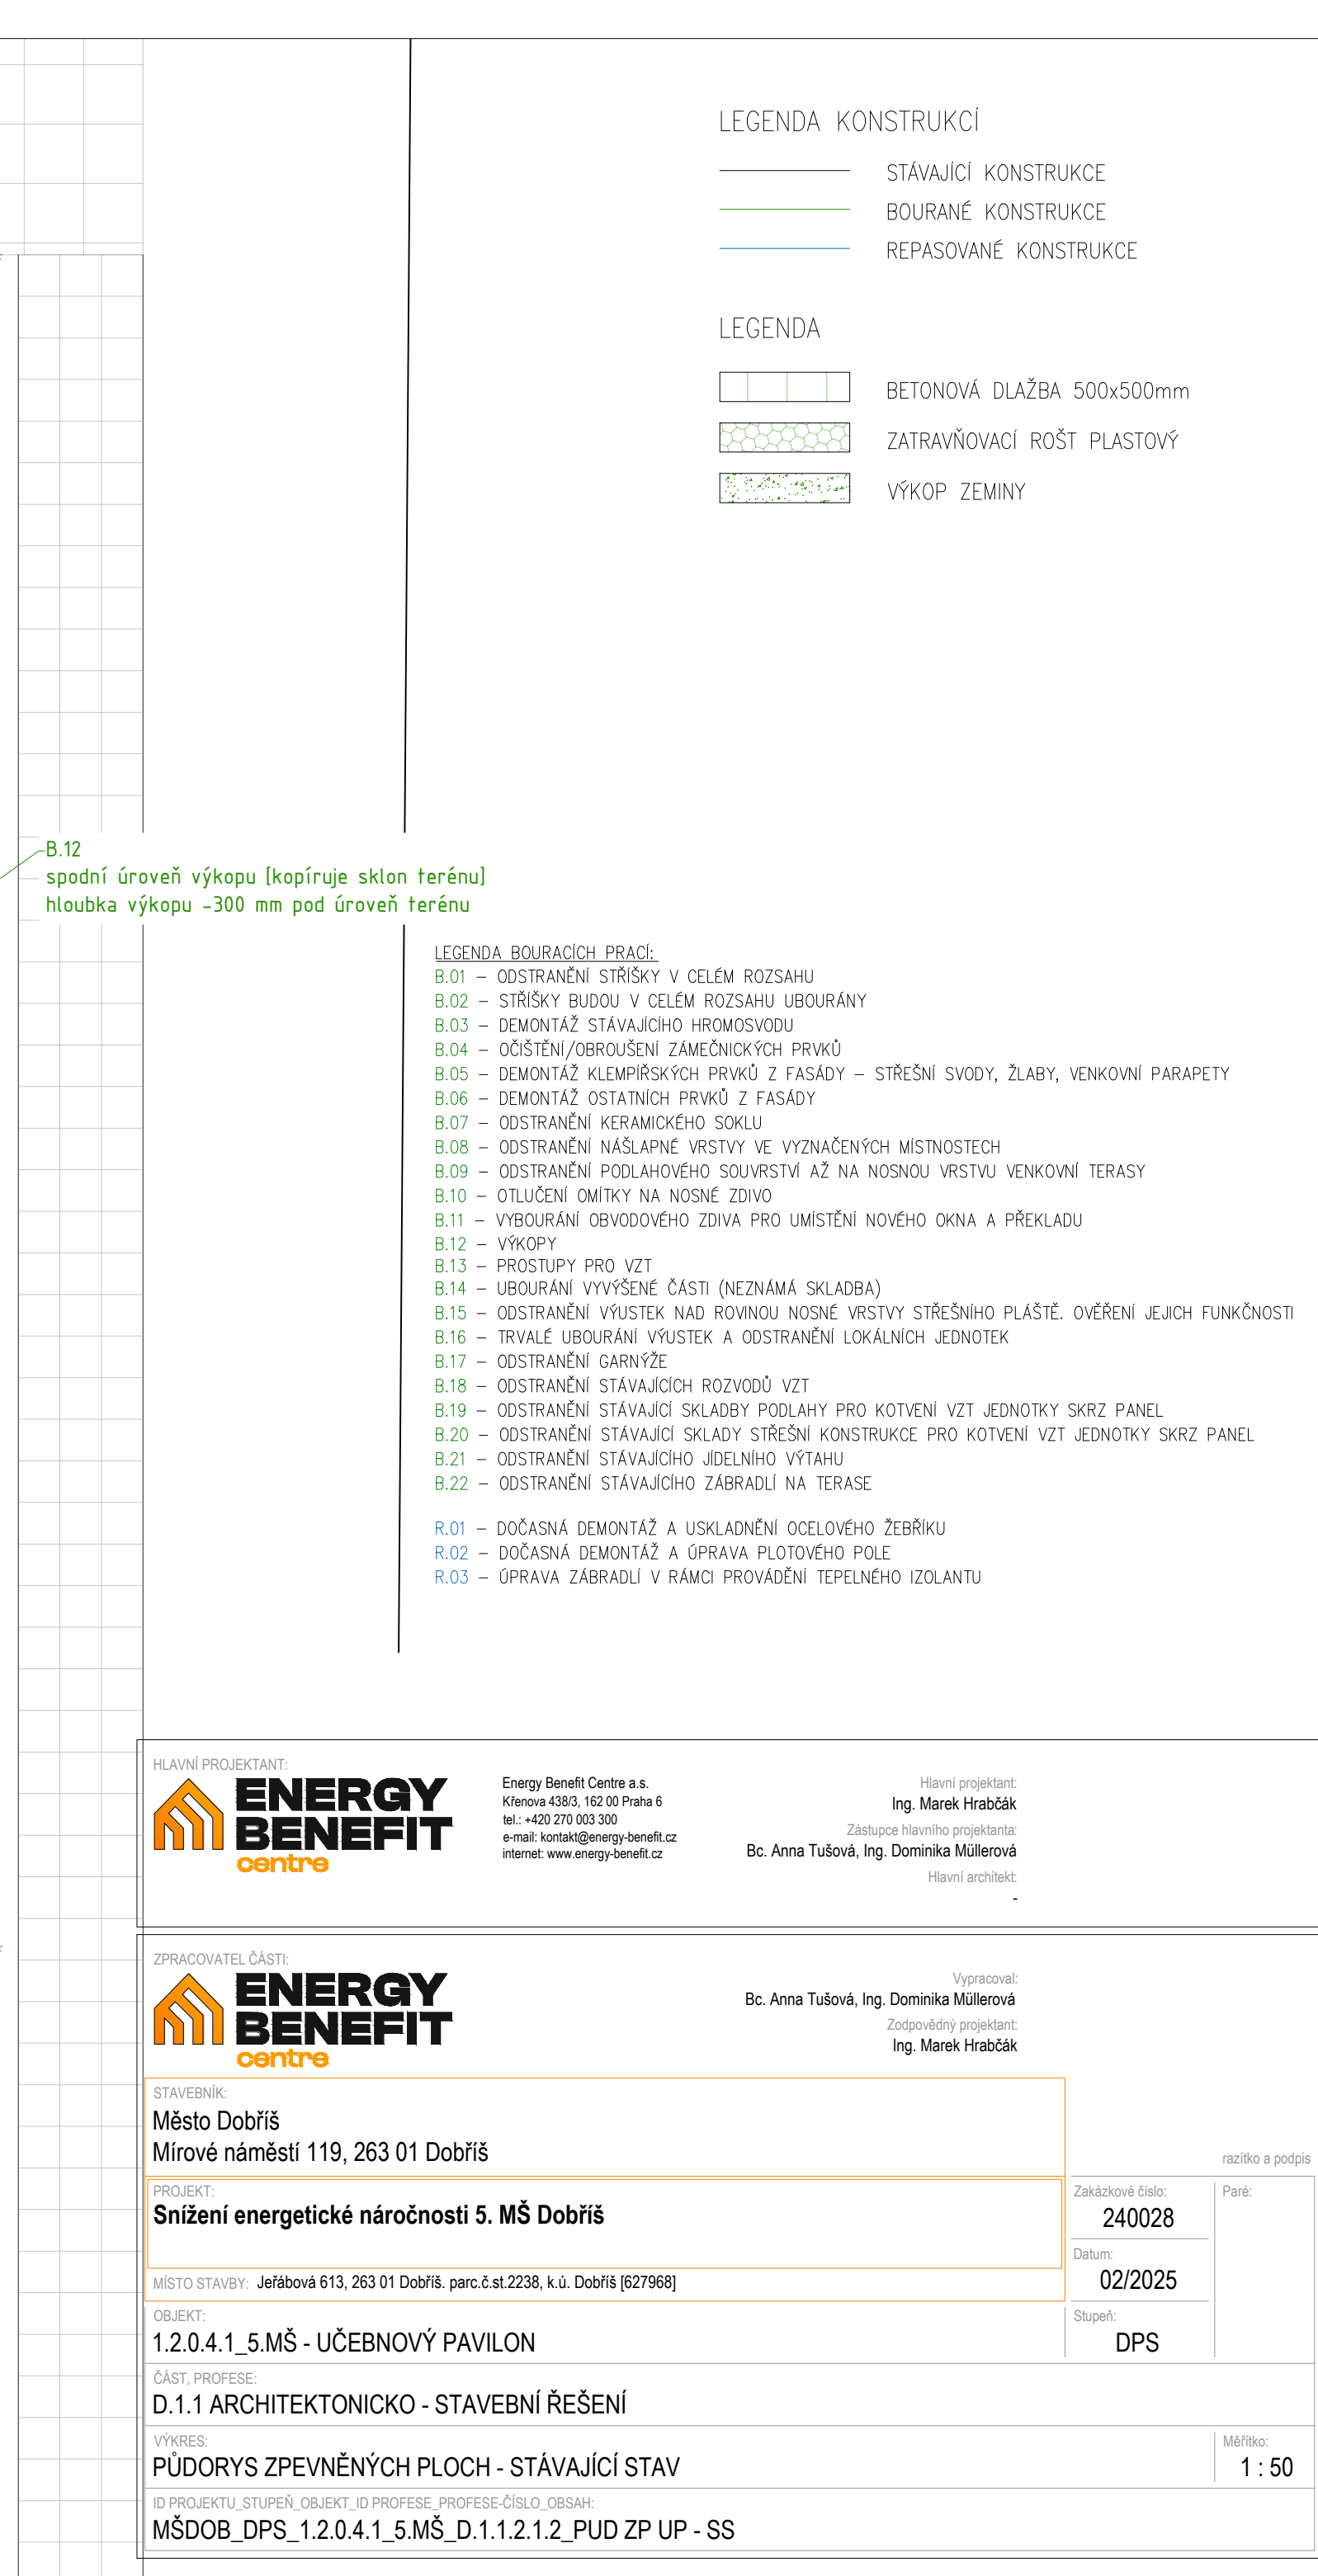 LEGENDA KONSTRUKCÍ
STÁVAJÍCÍ KONSTRUKCE
BOURANÉ KONSTRUKCE
REPASOVANÉ KONSTRUKCE
LEGENDA
BETONOVÁ DLAŽBA 500x500mm
ZATRAVŇOVACÍ ROŠT PLASTOVÝ
VÝKOP ZEMINY
B.12
spodní úroveň výkopu [kopíruje sklon terénu]
hloubka výkopu -300 mm pod úroveň terénu
LEGENDA BOURACÍCH PRACÍ:
B.01 – ODSTRANĚNÍ STŘÍŠKY V CELÉM ROZSAHU
B.02 – STŘÍŠKY BUDOU V CELÉM ROZSAHU UBOURÁNY
B.03 – DEMONTÁŽ STÁVAJÍCÍHO HROMOSVODU
B.04 – OČIŠTĚNÍ/OBROUŠENÍ ZÁMEČNICKÝCH PRVKŮ
B.05 – DEMONTÁŽ KLEMPÍŘSKÝCH PRVKŮ Z FASÁDY – STŘEŠNÍ SVODY, ŽLABY, VENKOVNÍ PARAPETY
B.06 – DEMONTÁŽ OSTATNÍCH PRVKŮ Z FASÁDY
B.07 – ODSTRANĚNÍ KERAMICKÉHO SOKLU
B.08 – ODSTRANĚNÍ NÁŠLAPNÉ VRSTVY VE VYZNAČENÝCH MÍSTNOSTECH
B.09 – ODSTRANĚNÍ PODLAHOVÉHO SOUVRSTVÍ AŽ NA NOSNOU VRSTVU VENKOVNÍ TERASY
B.10 – OTLUČENÍ OMÍTKY NA NOSNÉ ZDIVO
B.11 – VYBOURÁNÍ OBVODOVÉHO ZDIVA PRO UMÍSTĚNÍ NOVÉHO OKNA A PŘEKLADU
B.12 – VÝKOPY
B.13 – PROSTUPY PRO VZT
B.14 – UBOURÁNÍ VYVÝŠENÉ ČÁSTI (NEZNÁMÁ SKLADBA)
B.15 – ODSTRANĚNÍ VÝUSTEK NAD ROVINOU NOSNÉ VRSTVY STŘEŠNÍHO PLÁŠTĚ. OVĚŘENÍ JEJICH FUNKČNOSTI
B.16 – TRVALÉ UBOURÁNÍ VÝUSTEK A ODSTRANĚNÍ LOKÁLNÍCH JEDNOTEK
B.17 – ODSTRANĚNÍ GARNÝŽE
B.18 – ODSTRANĚNÍ STÁVAJÍCÍCH ROZVODŮ VZT
B.19 – ODSTRANĚNÍ STÁVAJÍCÍ SKLADBY PODLAHY PRO KOTVENÍ VZT JEDNOTKY SKRZ PANEL
B.20 – ODSTRANĚNÍ STÁVAJÍCÍ SKLADY STŘEŠNÍ KONSTRUKCE PRO KOTVENÍ VZT JEDNOTKY SKRZ PANEL
B.21 – ODSTRANĚNÍ STÁVAJÍCÍHO JÍDELNÍHO VÝTAHU
B.22 – ODSTRANĚNÍ STÁVAJÍCÍHO ZÁBRADLÍ NA TERASE
R.01 – DOČASNÁ DEMONTÁŽ A USKLADNĚNÍ OCELOVÉHO ŽEBŘÍKU
R.02 – DOČASNÁ DEMONTÁŽ A ÚPRAVA PLOTOVÉHO POLE
R.03 – ÚPRAVA ZÁBRADLÍ V RÁMCI PROVÁDĚNÍ TEPELNÉHO IZOLANTU
HLAVNÍ PROJEKTANT:
ENERGY
BENEFIT
centre
Energy Benefit Centre a.s.
Křenova 438/3, 162 00 Praha 6
tel.: +420 270 003 300
e-mail: kontakt@energy-benefit.cz
internet: www.energy-benefit.cz
Hlavní projektant:
Ing. Marek Hrabčák
Zástupce hlavního projektanta:
Bc. Anna Tušová, Ing. Dominika Müllerová
Hlavní architekt:
-
ZPRACOVATEL ČÁSTI:
ENERGY
BENEFIT
centre
Vypracoval:
Bc. Anna Tušová, Ing. Dominika Müllerová
Zodpovědný projektant:
Ing. Marek Hrabčák
STAVEBNÍK:
Město Dobříš
Mírové náměstí 119, 263 01 Dobříš
razítko a podpis
PROJEKT:
Snížení energetické náročnosti 5. MŠ Dobříš
Zakázkové číslo:
240028
Paré:
Datum:
02/2025
MÍSTO STAVBY: Jeřábová 613, 263 01 Dobříš. parc.č.st.2238, k.ú. Dobříš [627968]
OBJEKT:
1.2.0.4.1_5.MŠ - UČEBNOVÝ PAVILON
Stupeň:
DPS
ČÁST, PROFESE:
D.1.1 ARCHITEKTONICKO - STAVEBNÍ ŘEŠENÍ
VÝKRES:
PŮDORYS ZPEVNĚNÝCH PLOCH - STÁVAJÍCÍ STAV
Měřítko:
1 : 50
ID PROJEKTU_STUPEŇ_OBJEKT_ID PROFESE_PROFESE-ČÍSLO_OBSAH:
MŠDOB_DPS_1.2.0.4.1_5.MŠ_D.1.1.2.1.2_PUD ZP UP - SS